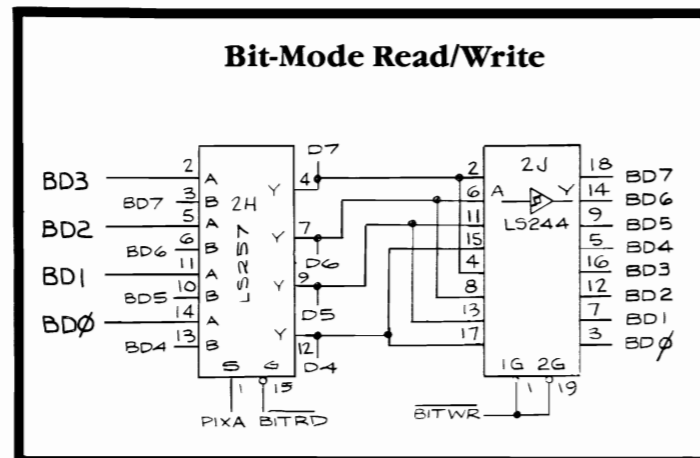 Bit-Mode Read/Write
D7
BD3 2 A Y 4 2 2J 18 BD7
BD7 3 B 2H 6 A Y 14 BD6
BD2 5 A Y 7 11 LS244 9 BD5
BD6 6 B LS257 D6 15 5 BD4
BD1 11 A Y 9 4 16 BD3
BD5 10 B D5 8 12 BD2
BD0 14 A Y 12 13 7 BD1
BD4 13 B D4 17 3 BD0
S G 1G 2G
1 15 1 19
PIXA BITRD BITWR